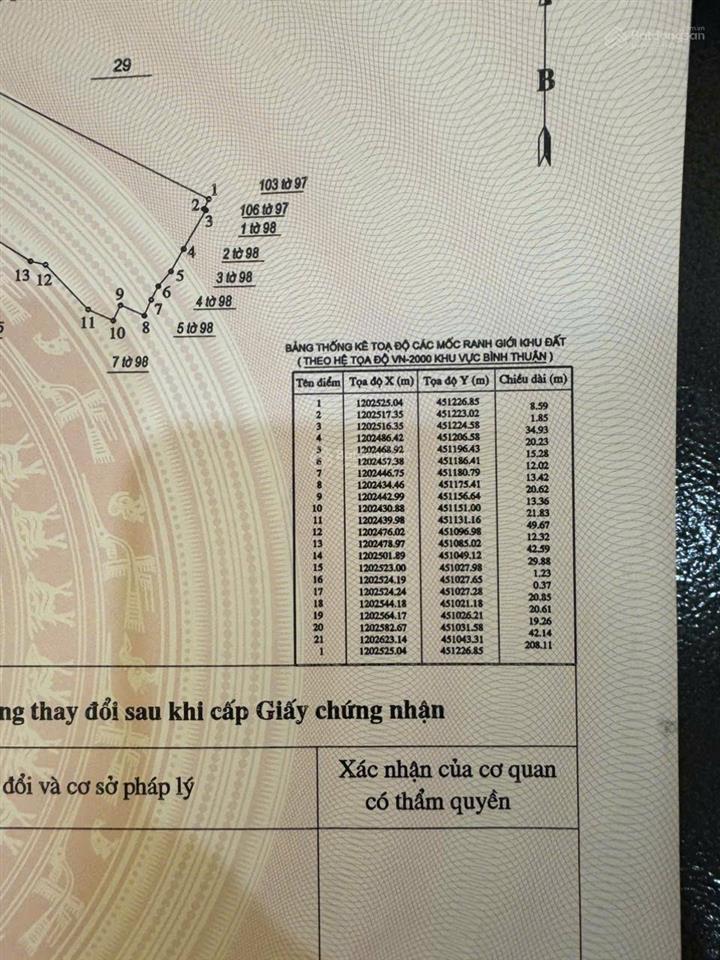 Batdongsan
29
B
1
103 tờ 97
2
106 tờ 97
3
1 tờ 98
4
2 tờ 98
5
3 tờ 98
6
4 tờ 98
7
5 tờ 98
8
9
10
11
13 12
7 tờ 98
BẢNG THỐNG KÊ TOẠ ĐỘ CÁC MỐC RANH GIỚI KHU ĐẤT
( THEO HỆ TỌA ĐỘ VN-2000 KHU VỰC BÌNH THUẬN )
Tên điểm Tọa độ X (m) Tọa độ Y (m) Chiều dài (m)
1 1202525.04 451226.85
8.59
2 1202517.35 451223.02
1.85
3 1202516.35 451224.58
34.93
4 1202486.42 451206.58
20.23
5 1202468.92 451196.43
15.28
6 1202457.38 451186.41
12.02
7 1202446.75 451180.79
13.42
8 1202434.46 451175.41
20.62
9 1202442.99 451156.64
13.36
10 1202430.88 451151.00
21.83
11 1202439.98 451131.16
49.67
12 1202476.02 451096.98
12.32
13 1202478.97 451085.02
42.59
14 1202501.89 451049.12
29.88
15 1202523.00 451027.98
1.23
16 1202524.19 451027.65
0.37
17 1202524.24 451027.28
20.85
18 1202544.18 451021.18
20.61
19 1202564.17 451026.21
19.26
20 1202582.67 451031.58
42.14
21 1202623.14 451043.31
208.11
1 1202525.04 451226.85
ng thay đổi sau khi cấp Giấy chứng nhận
đổi và cơ sở pháp lý
Xác nhận của cơ quan
có thẩm quyền